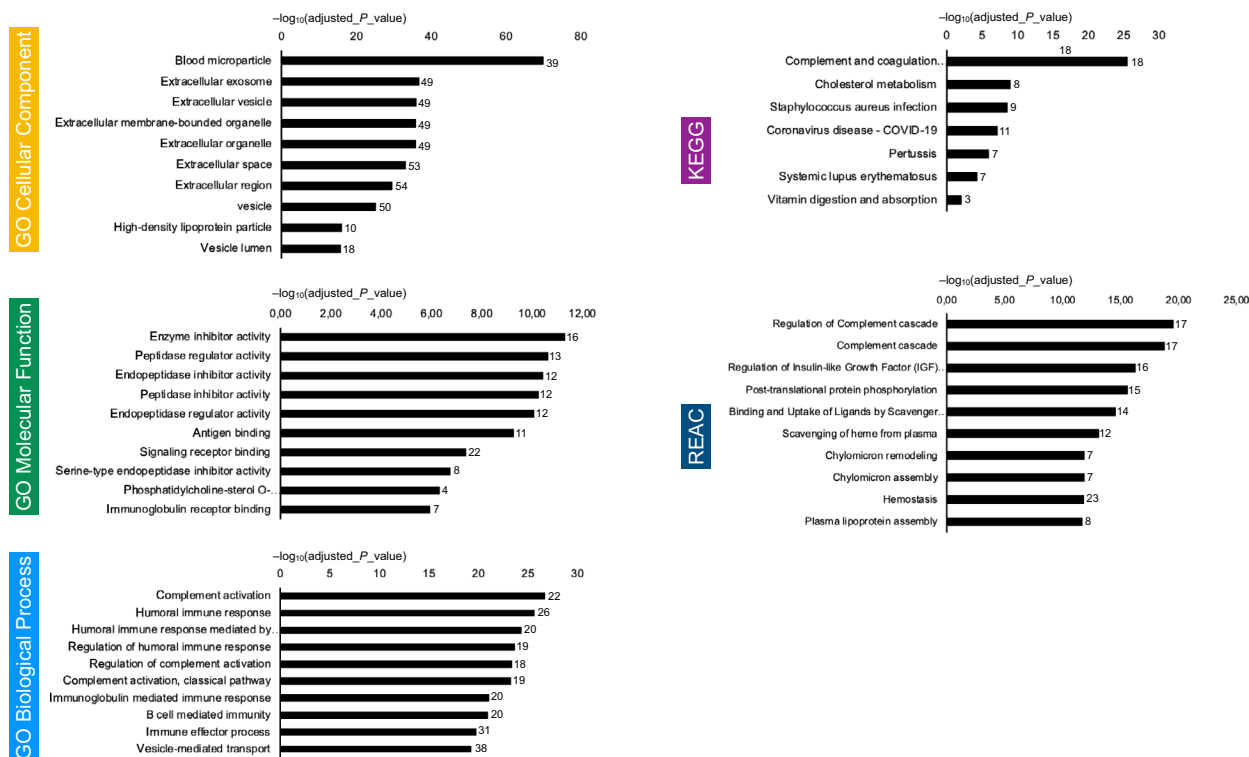 GO Cellular Component
–log₁₀(adjusted_P_value)
0 20 40 60 80
Blood microparticle 39
Extracellular exosome 49
Extracellular vesicle 49
Extracellular membrane-bounded organelle 49
Extracellular organelle 49
Extracellular space 53
Extracellular region 54
vesicle 50
High-density lipoprotein particle 10
Vesicle lumen 18
GO Molecular Function
–log₁₀(adjusted_P_value)
0,00 2,00 4,00 6,00 8,00 10,00 12,00
Enzyme inhibitor activity 16
Peptidase regulator activity 13
Endopeptidase inhibitor activity 12
Peptidase inhibitor activity 12
Endopeptidase regulator activity 12
Antigen binding 11
Signaling receptor binding 22
Serine-type endopeptidase inhibitor activity 8
Phosphatidylcholine-sterol O-... 4
Immunoglobulin receptor binding 7
GO Biological Process
–log₁₀(adjusted_P_value)
0 5 10 15 20 25 30
Complement activation 22
Humoral immune response 26
Humoral immune response mediated by.. 20
Regulation of humoral immune response 19
Regulation of complement activation 18
Complement activation, classical pathway 19
Immunoglobulin mediated immune response 20
B cell mediated immunity 20
Immune effector process 31
Vesicle-mediated transport 38
KEGG
–log₁₀(adjusted_P_value)
0 5 10 15 20 25 30
18
Complement and coagulation.. 18
Cholesterol metabolism 8
Staphylococcus aureus infection 9
Coronavirus disease - COVID-19 11
Pertussis 7
Systemic lupus erythematosus 7
Vitamin digestion and absorption 3
REAC
–log₁₀(adjusted_P_value)
0,00 5,00 10,00 15,00 20,00 25,00
Regulation of Complement cascade 17
Complement cascade 17
Regulation of Insulin-like Growth Factor (IGF).. 16
Post-translational protein phosphorylation 15
Binding and Uptake of Ligands by Scavenger.. 14
Scavenging of heme from plasma 12
Chylomicron remodeling 7
Chylomicron assembly 7
Hemostasis 23
Plasma lipoprotein assembly 8